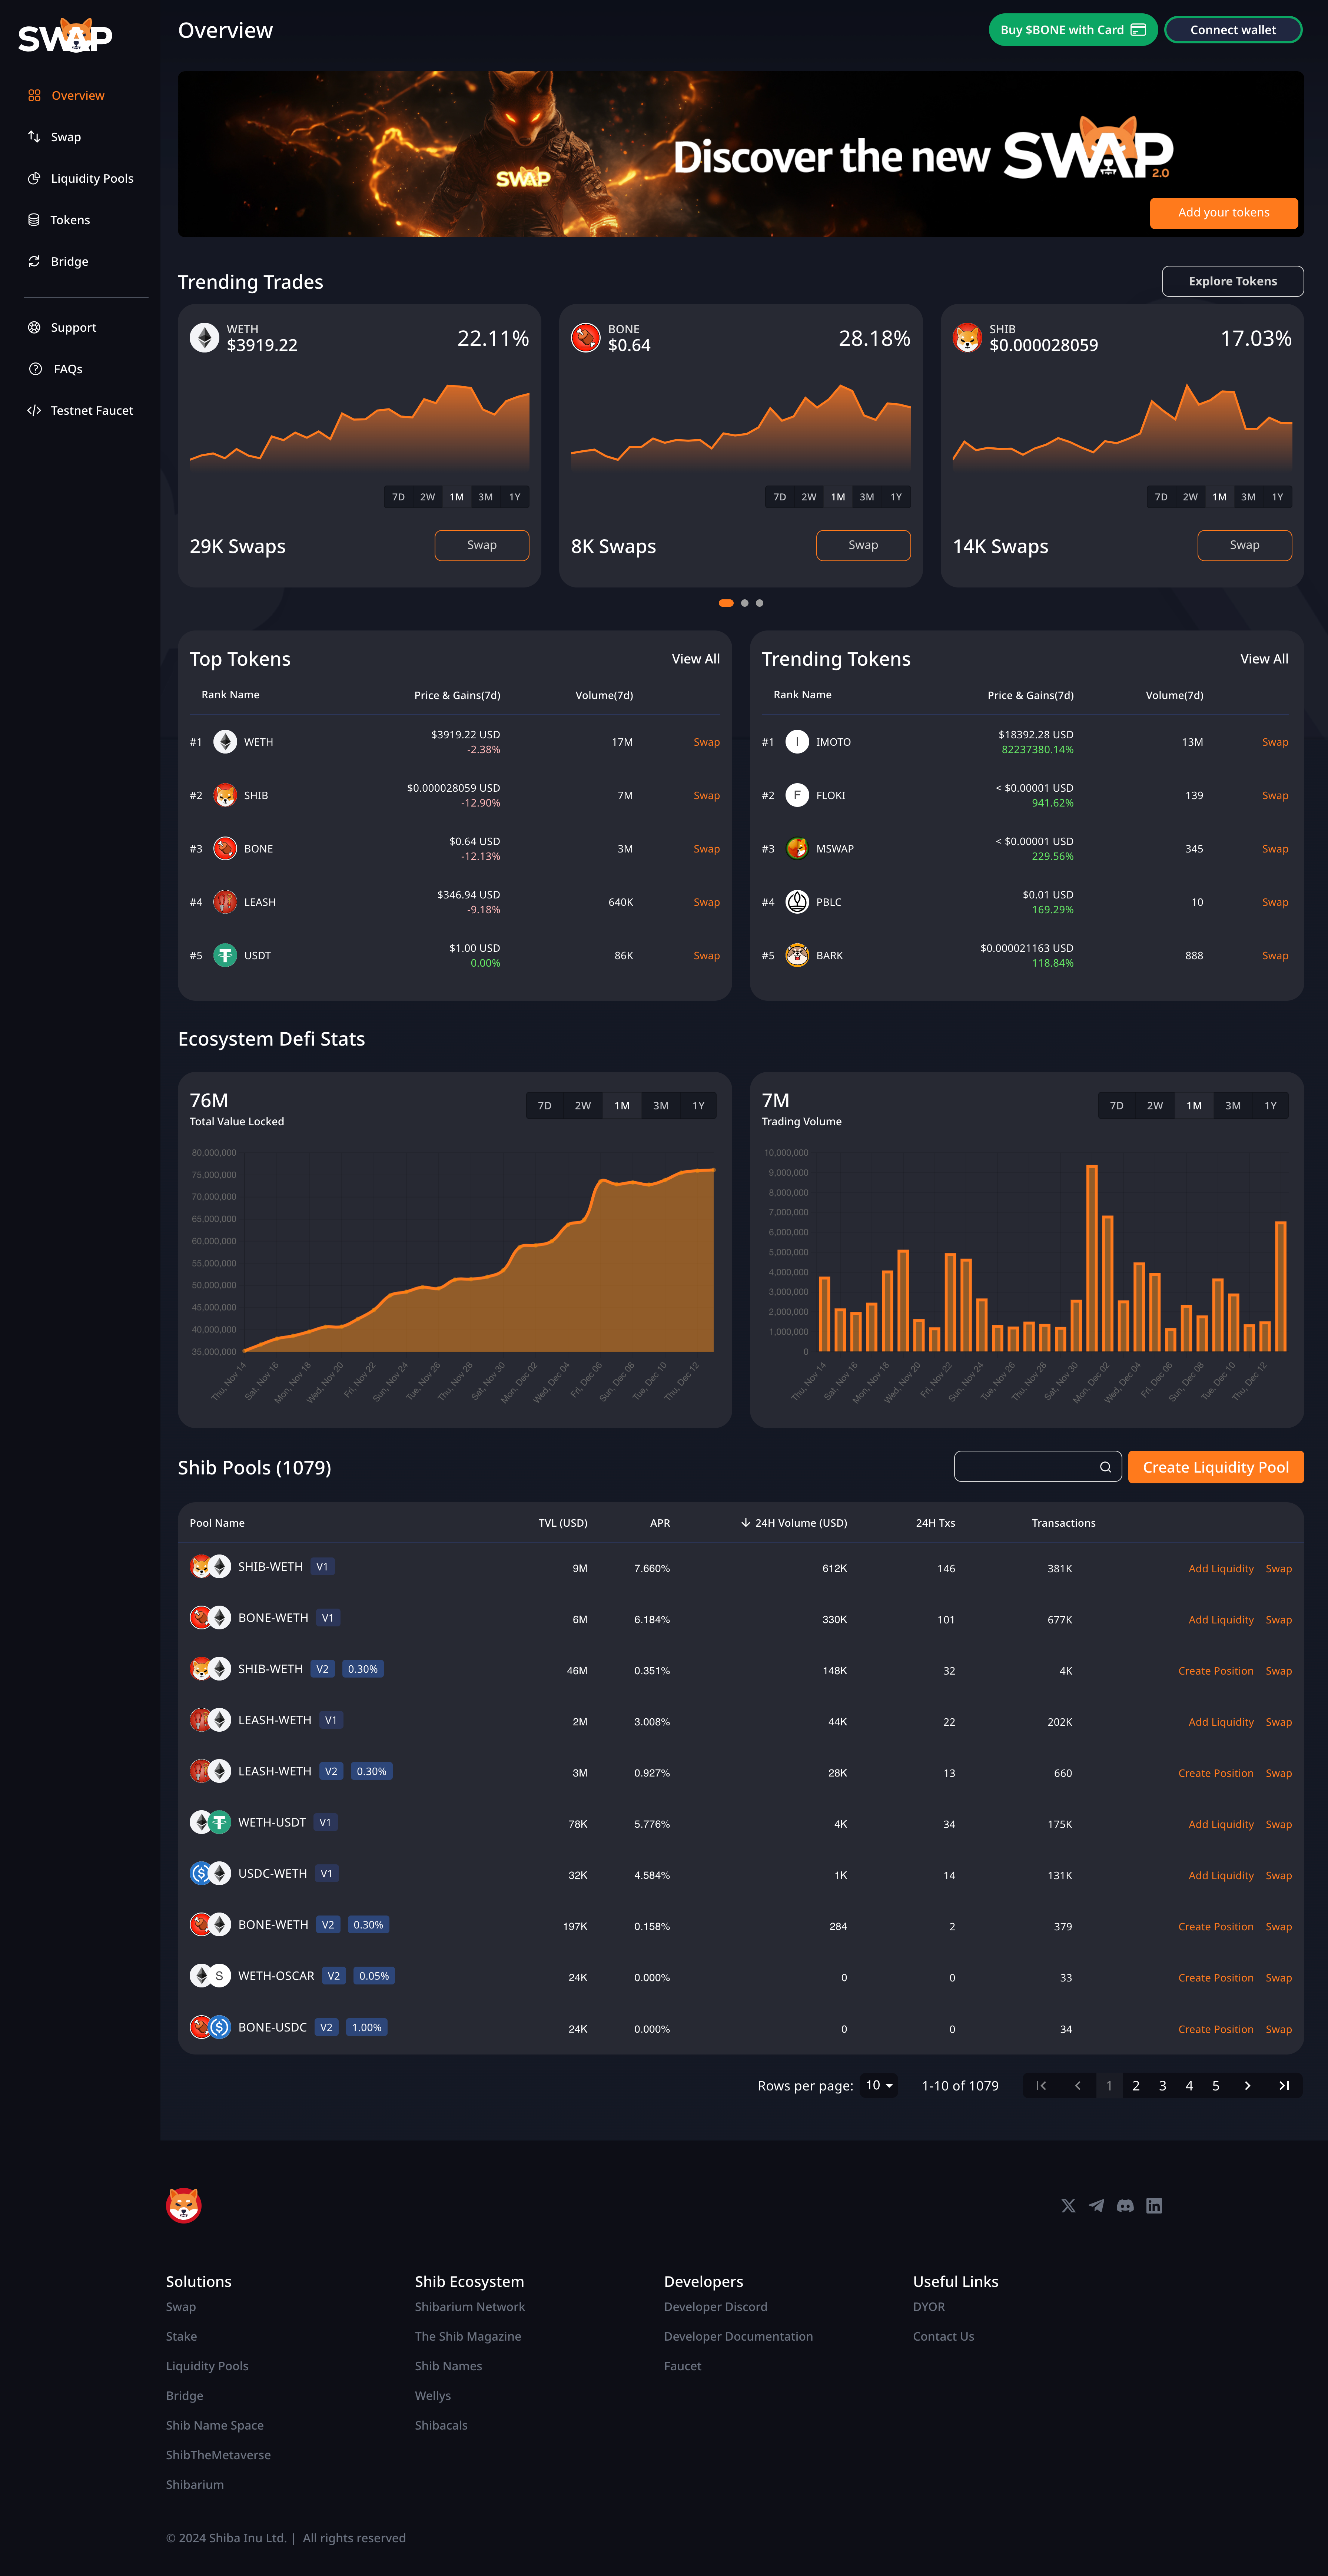 SWAP
Overview
Swap
Liquidity Pools
Tokens
Bridge
Support
FAQs
Testnet Faucet
Overview
Buy $BONE with Card
Connect wallet
SWAP
Discover the new SWAP
2.0
Add your tokens
Trending Trades
Explore Tokens
WETH
$3919.22
22.11%
7D 2W 1M 3M 1Y
29K Swaps
Swap
BONE
$0.64
28.18%
7D 2W 1M 3M 1Y
8K Swaps
Swap
SHIB
$0.000028059
17.03%
7D 2W 1M 3M 1Y
14K Swaps
Swap
Top Tokens View All
Rank Name Price & Gains(7d) Volume(7d)
#1 WETH $3919.22 USD -2.38% 17M Swap
#2 SHIB $0.000028059 USD -12.90% 7M Swap
#3 BONE $0.64 USD -12.13% 3M Swap
#4 LEASH $346.94 USD -9.18% 640K Swap
#5 USDT $1.00 USD 0.00% 86K Swap
Trending Tokens View All
Rank Name Price & Gains(7d) Volume(7d)
#1 I IMOTO $18392.28 USD 82237380.14% 13M Swap
#2 F FLOKI < $0.00001 USD 941.62% 139 Swap
#3 MSWAP < $0.00001 USD 229.56% 345 Swap
#4 PBLC $0.01 USD 169.29% 10 Swap
#5 BARK $0.000021163 USD 118.84% 888 Swap
Ecosystem Defi Stats
76M
Total Value Locked
7D 2W 1M 3M 1Y
80,000,000
75,000,000
70,000,000
65,000,000
60,000,000
55,000,000
50,000,000
45,000,000
40,000,000
35,000,000
Thu, Nov 14
Sat, Nov 16
Mon, Nov 18
Wed, Nov 20
Fri, Nov 22
Sun, Nov 24
Tue, Nov 26
Thu, Nov 28
Sat, Nov 30
Mon, Dec 02
Wed, Dec 04
Fri, Dec 06
Sun, Dec 08
Tue, Dec 10
Thu, Dec 12
7M
Trading Volume
7D 2W 1M 3M 1Y
10,000,000
9,000,000
8,000,000
7,000,000
6,000,000
5,000,000
4,000,000
3,000,000
2,000,000
1,000,000
0
Thu, Nov 14
Sat, Nov 16
Mon, Nov 18
Wed, Nov 20
Fri, Nov 22
Sun, Nov 24
Tue, Nov 26
Thu, Nov 28
Sat, Nov 30
Mon, Dec 02
Wed, Dec 04
Fri, Dec 06
Sun, Dec 08
Tue, Dec 10
Thu, Dec 12
Shib Pools (1079)
Create Liquidity Pool
Pool Name TVL (USD) APR ↓ 24H Volume (USD) 24H Txs Transactions
SHIB-WETH V1 9M 7.660% 612K 146 381K Add Liquidity Swap
BONE-WETH V1 6M 6.184% 330K 101 677K Add Liquidity Swap
SHIB-WETH V2 0.30% 46M 0.351% 148K 32 4K Create Position Swap
LEASH-WETH V1 2M 3.008% 44K 22 202K Add Liquidity Swap
LEASH-WETH V2 0.30% 3M 0.927% 28K 13 660 Create Position Swap
WETH-USDT V1 78K 5.776% 4K 34 175K Add Liquidity Swap
USDC-WETH V1 32K 4.584% 1K 14 131K Add Liquidity Swap
BONE-WETH V2 0.30% 197K 0.158% 284 2 379 Create Position Swap
S WETH-OSCAR V2 0.05% 24K 0.000% 0 0 33 Create Position Swap
BONE-USDC V2 1.00% 24K 0.000% 0 0 34 Create Position Swap
Rows per page: 10 1-10 of 1079 1 2 3 4 5
Solutions
Swap
Stake
Liquidity Pools
Bridge
Shib Name Space
ShibTheMetaverse
Shibarium
Shib Ecosystem
Shibarium Network
The Shib Magazine
Shib Names
Wellys
Shibacals
Developers
Developer Discord
Developer Documentation
Faucet
Useful Links
DYOR
Contact Us
© 2024 Shiba Inu Ltd. | All rights reserved